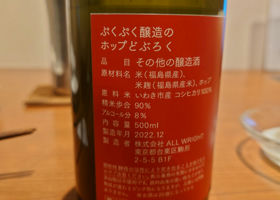 ぷくぷく醸造の
ホップどぶろく
品 目 その他の醸造酒
原材料名 米(福島県産)、
米麹(福島県産米)、ホップ
原 料 米 いわき市産 コシヒカリ100%
精米歩合 90%
アルコール分 8%
内 容 量 500ml
製造年月 2022.12
製 造 者 株式会社 ALL WRIGHT
東京都台東区駒形
2-5-5 B1F